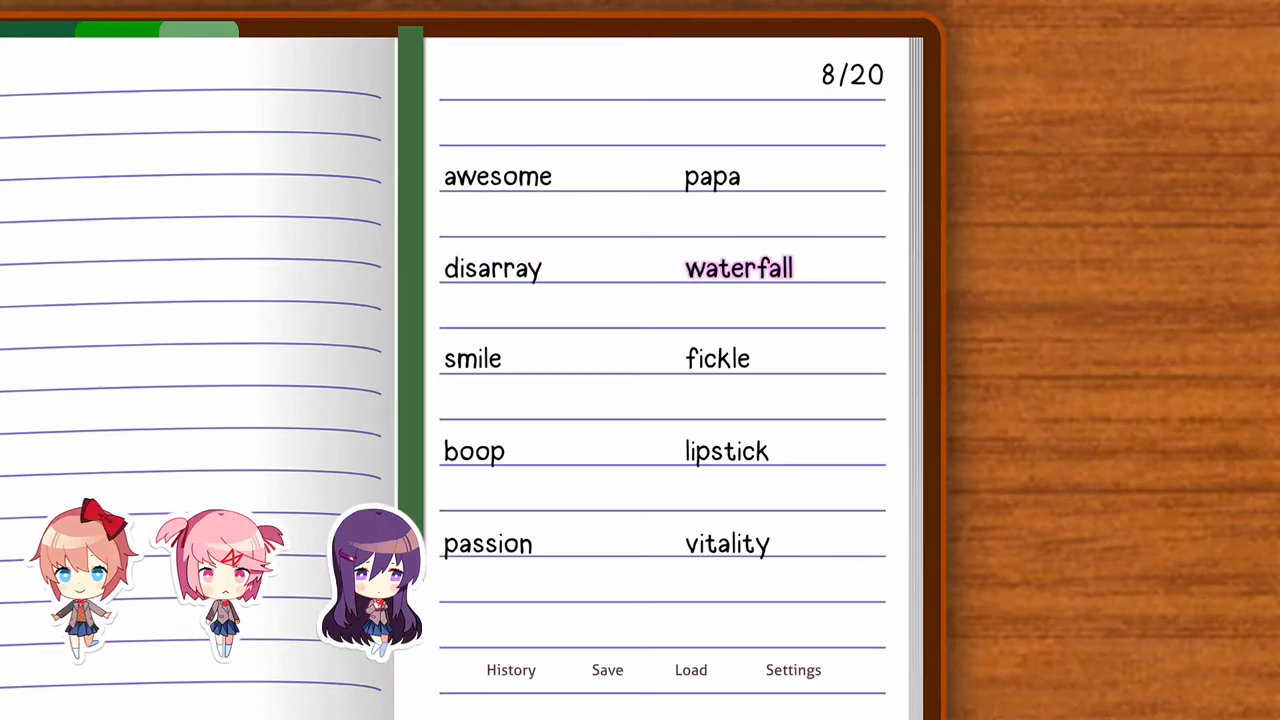 8/20
awesome papa
disarray waterfall
smile fickle
boop lipstick
passion vitality
History Save Load Settings